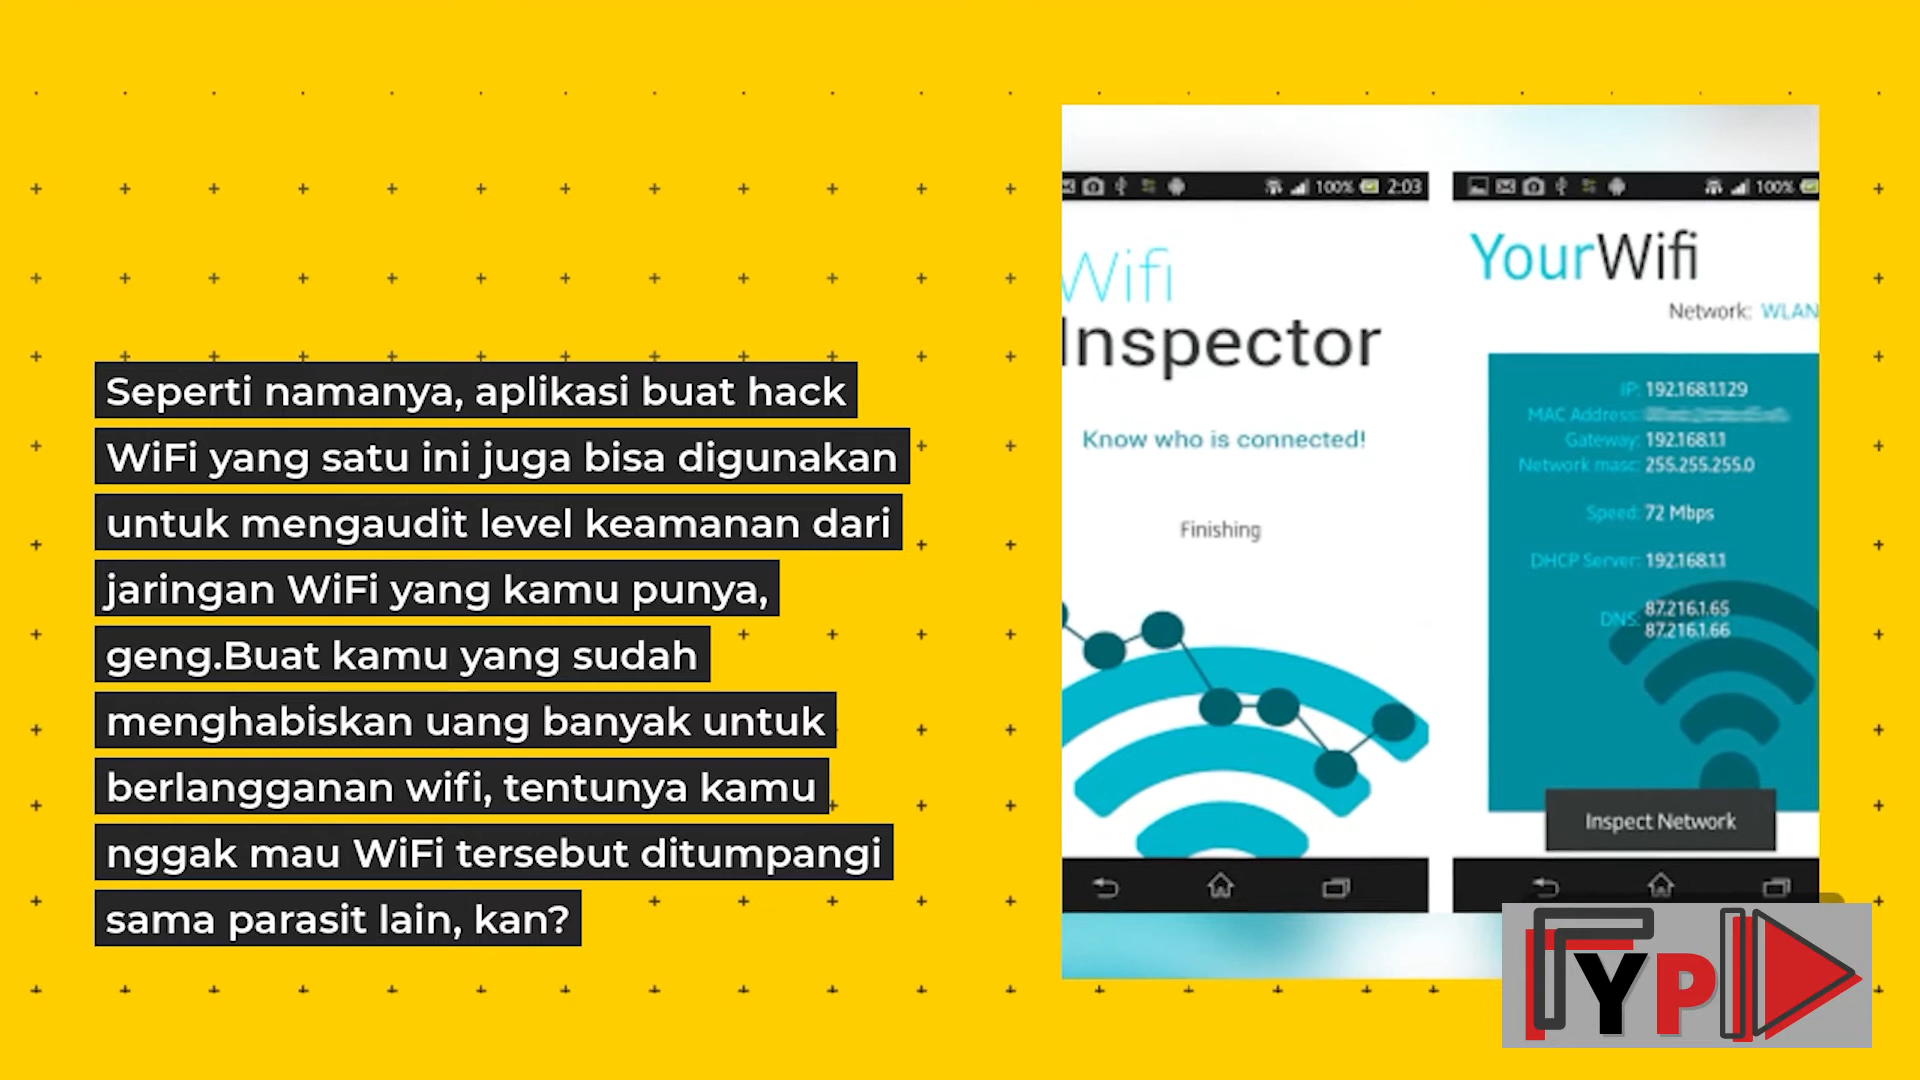 Seperti namanya, aplikasi buat hack
WiFi yang satu ini juga bisa digunakan
untuk mengaudit level keamanan dari
jaringan WiFi yang kamu punya,
geng.Buat kamu yang sudah
menghabiskan uang banyak untuk
berlangganan wifi, tentunya kamu
nggak mau WiFi tersebut ditumpangi
sama parasit lain, kan?
100% 2:03
Wifi
Inspector
Know who is connected!
Finishing
100%
YourWifi
Network: WLAN
IP: 192.168.1.129
MAC Address:
Gateway: 192.168.1.1
Network masc: 255.255.255.0
Speed: 72 Mbps
DHCP Server: 192.168.1.1
DNS: 87.216.1.65
87.216.1.66
Inspect Network
YP